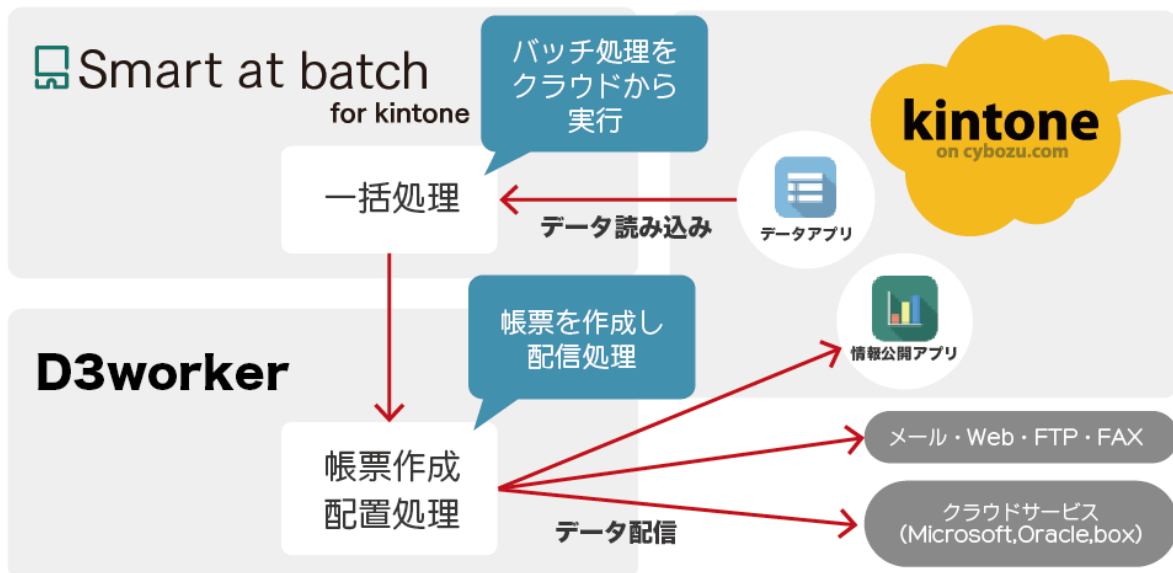 Smart at batch
for kintone
バッチ処理を
クラウドから
実行
kintone
on cybozu.com
一括処理
データ読み込み
データアプリ
帳票を作成し
配信処理
情報公開アプリ
D3worker
帳票作成
配置処理
データ配信
メール・Web・FTP・FAX
クラウドサービス
(Microsoft,Oracle,box)